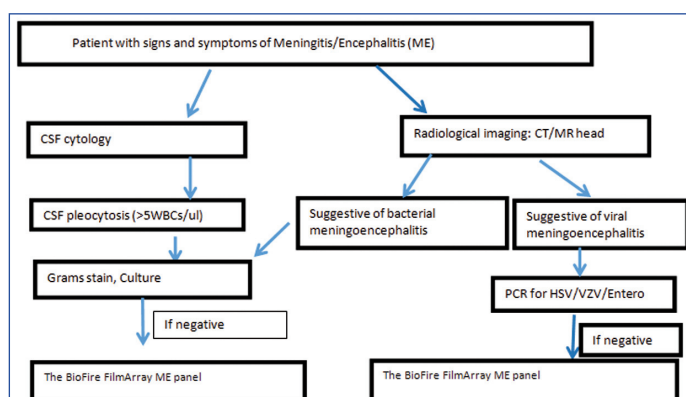 Patient with signs and symptoms of Meningitis/Encephalitis (ME)
CSF cytology
Radiological imaging: CT/MR head
CSF pleocytosis (>5WBCs/ul)
Suggestive of bacterial
meningoencephalitis
Suggestive of viral
meningoencephalitis
Grams stain, Culture
PCR for HSV/VZV/Entero
If negative
If negative
The BioFire FilmArray ME panel
The BioFire FilmArray ME panel